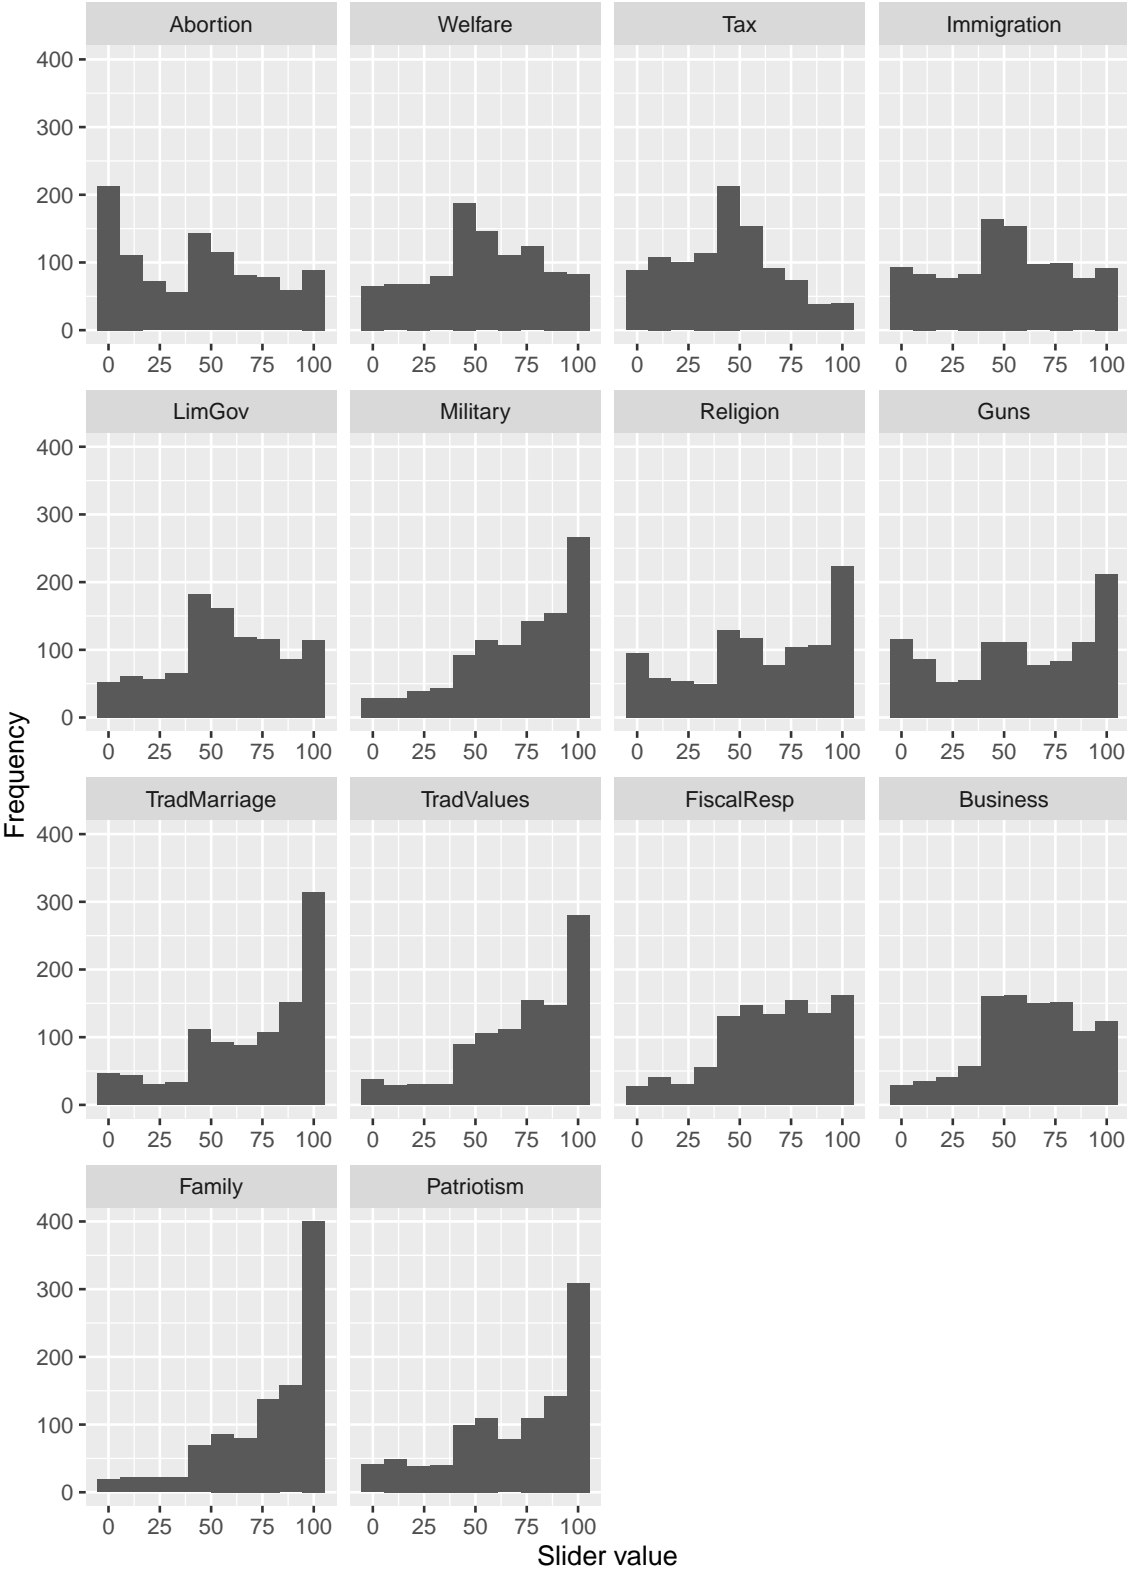 Abortion Welfare Tax Immigration
400
300
200
100
0
0 25 50 75 100 0 25 50 75 100 0 25 50 75 100 0 25 50 75 100
LimGov Military Religion Guns
400
300
200
100
0
0 25 50 75 100 0 25 50 75 100 0 25 50 75 100 0 25 50 75 100
Frequency
TradMarriage TradValues FiscalResp Business
400
300
200
100
0
0 25 50 75 100 0 25 50 75 100 0 25 50 75 100 0 25 50 75 100
Family Patriotism
400
300
200
100
0
0 25 50 75 100 0 25 50 75 100
Slider value